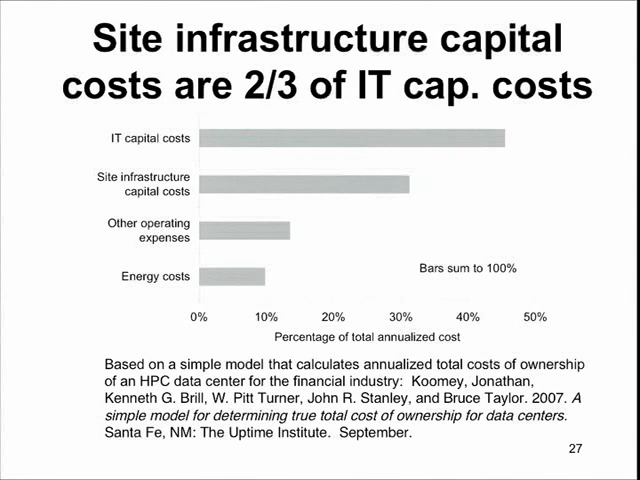 Site infrastructure capital
costs are 2/3 of IT cap. costs
IT capital costs
Site infrastructure
capital costs
Other operating
expenses
Energy costs
Bars sum to 100%
0% 10% 20% 30% 40% 50%
Percentage of total annualized cost
Based on a simple model that calculates annualized total costs of ownership
of an HPC data center for the financial industry: Koomey, Jonathan,
Kenneth G. Brill, W. Pitt Turner, John R. Stanley, and Bruce Taylor. 2007. A
simple model for determining true total cost of ownership for data centers.
Santa Fe, NM: The Uptime Institute. September.
27